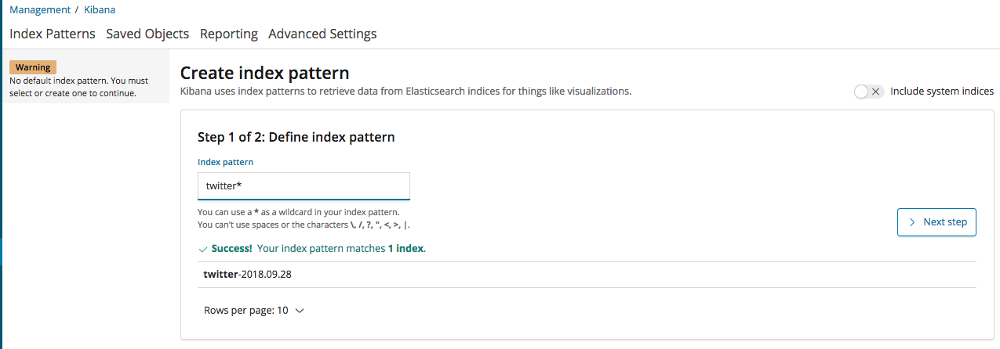 Management / Kibana
Index Patterns Saved Objects Reporting Advanced Settings
Warning
No default index pattern. You must
select or create one to continue.
Create index pattern
Kibana uses index patterns to retrieve data from Elasticsearch indices for things like visualizations.
Include system indices
Step 1 of 2: Define index pattern
Index pattern
twitter*
You can use a * as a wildcard in your index pattern.
You can't use spaces or the characters \, /, ?, ", <, >, |.
Next step
Success! Your index pattern matches 1 index.
twitter-2018.09.28
Rows per page: 10